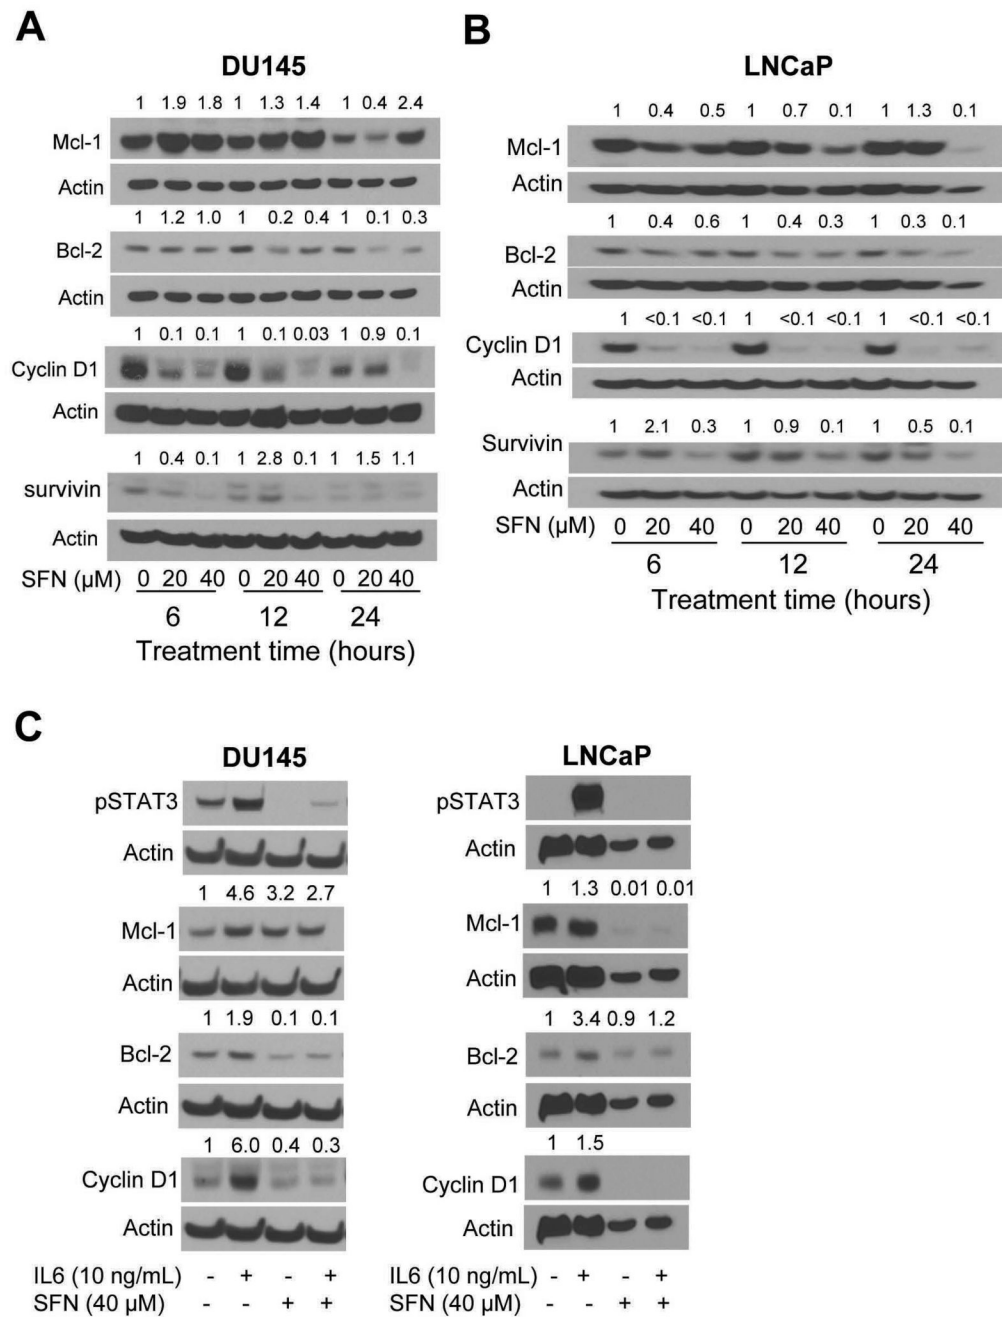 A
DU145
1 1.9 1.8 1 1.3 1.4 1 0.4 2.4
Mcl-1
Actin
1 1.2 1.0 1 0.2 0.4 1 0.1 0.3
Bcl-2
Actin
1 0.1 0.1 1 0.1 0.03 1 0.9 0.1
Cyclin D1
Actin
1 0.4 0.1 1 2.8 0.1 1 1.5 1.1
survivin
Actin
SFN (µM) 0 20 40 0 20 40 0 20 40
6 12 24
Treatment time (hours)
B
LNCaP
1 0.4 0.5 1 0.7 0.1 1 1.3 0.1
Mcl-1
Actin
1 0.4 0.6 1 0.4 0.3 1 0.3 0.1
Bcl-2
Actin
1 <0.1 <0.1 1 <0.1 <0.1 1 <0.1 <0.1
Cyclin D1
Actin
1 2.1 0.3 1 0.9 0.1 1 0.5 0.1
Survivin
Actin
SFN (µM) 0 20 40 0 20 40 0 20 40
6 12 24
Treatment time (hours)
C
DU145
pSTAT3
Actin
1 4.6 3.2 2.7
Mcl-1
Actin
1 1.9 0.1 0.1
Bcl-2
Actin
1 6.0 0.4 0.3
Cyclin D1
Actin
IL6 (10 ng/mL) - + - +
SFN (40 µM) - - + +
LNCaP
pSTAT3
Actin
1 1.3 0.01 0.01
Mcl-1
Actin
1 3.4 0.9 1.2
Bcl-2
Actin
1 1.5
Cyclin D1
Actin
IL6 (10 ng/mL) - + - +
SFN (40 µM) - - + +